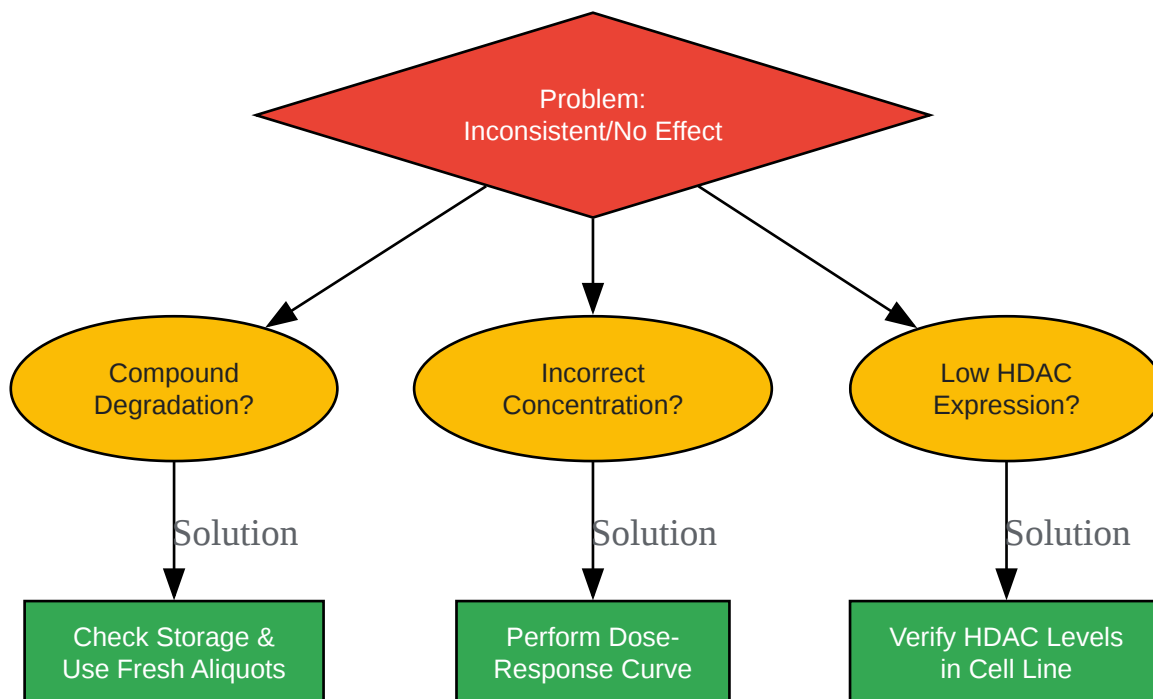 Problem:
Inconsistent/No Effect
Compound
Degradation?
Incorrect
Concentration?
Low HDAC
Expression?
Solution
Solution
Solution
Check Storage &
Use Fresh Aliquots
Perform Dose-
Response Curve
Verify HDAC Levels
in Cell Line